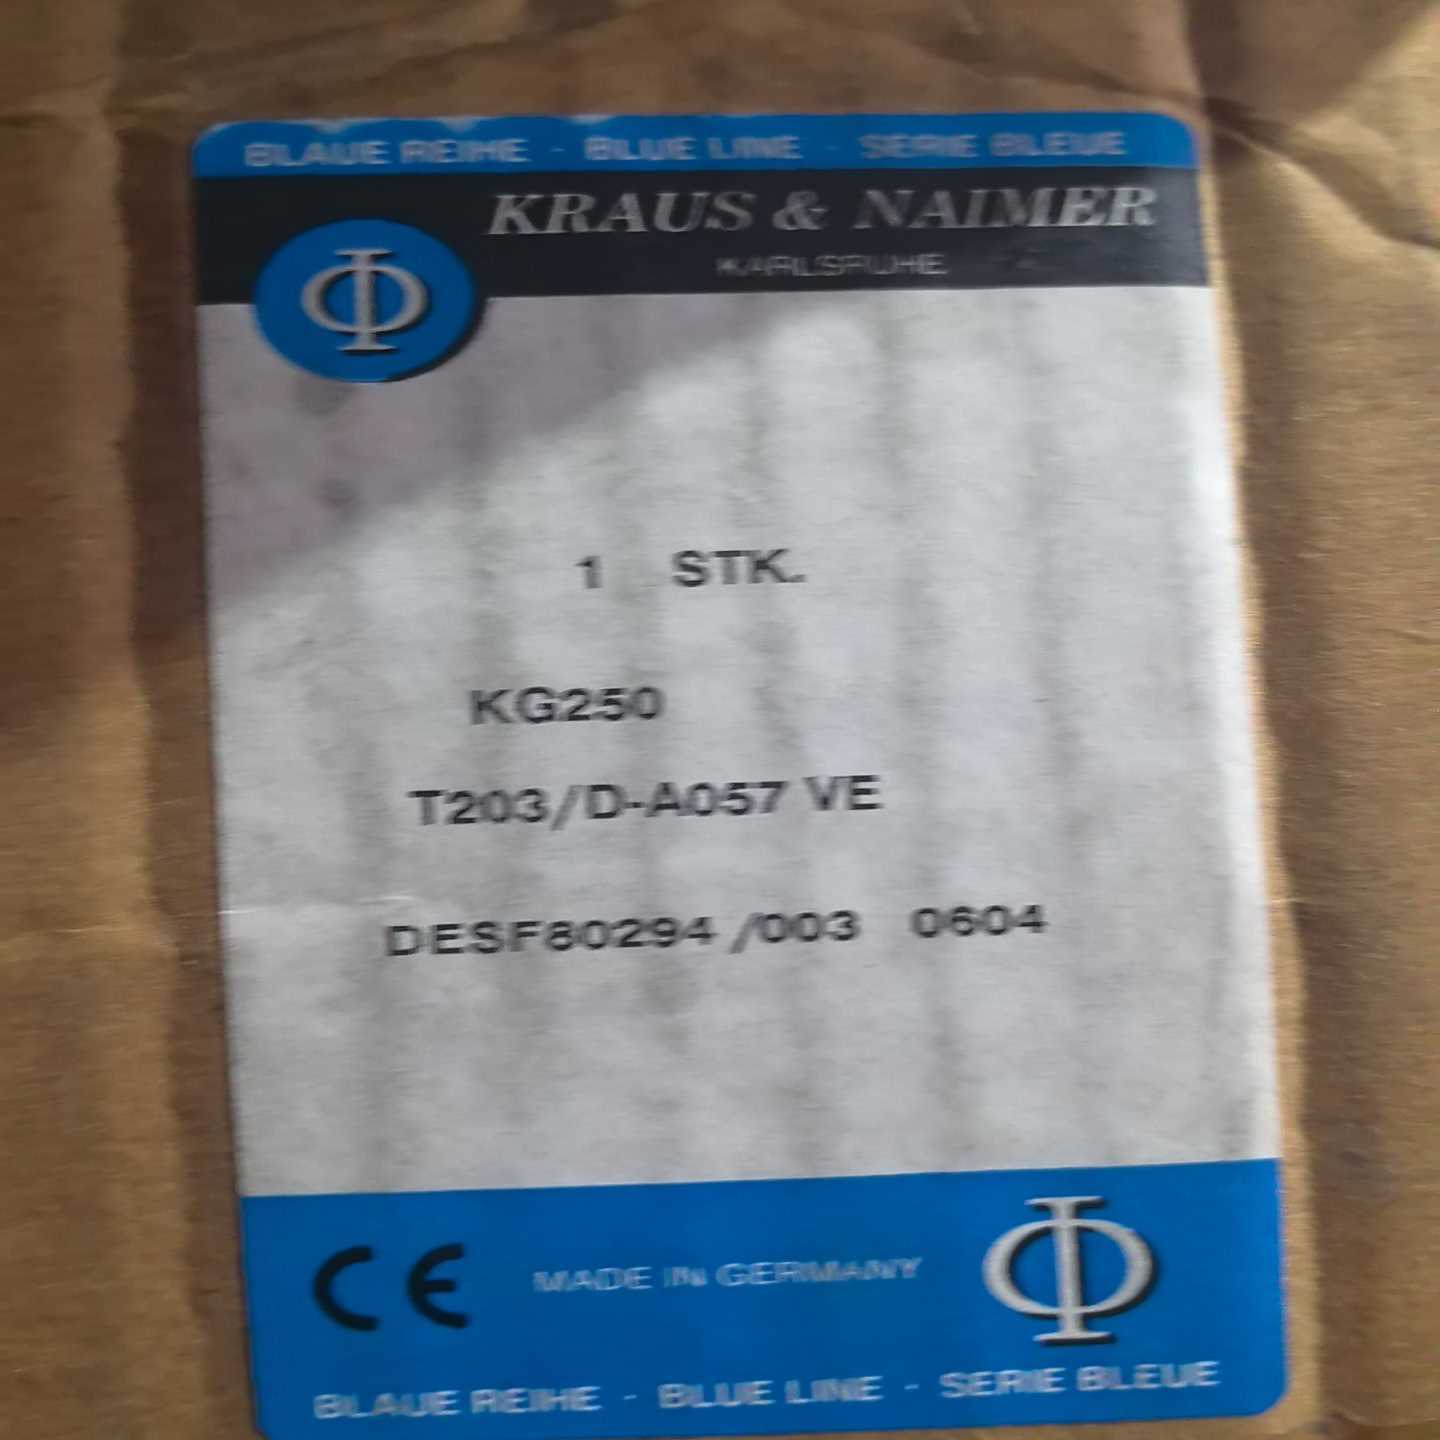 BLAUE REIHE - BLUE LINE - SERIE BLEUE
KRAUS & NAIMER
KARLSRUHE
1 STK.
KG250
T203/D-A057 VE
DESF80294 /003 0604
CE MADE IN GERMANY
BLAUE REIHE - BLUE LINE - SERIE BLEUE